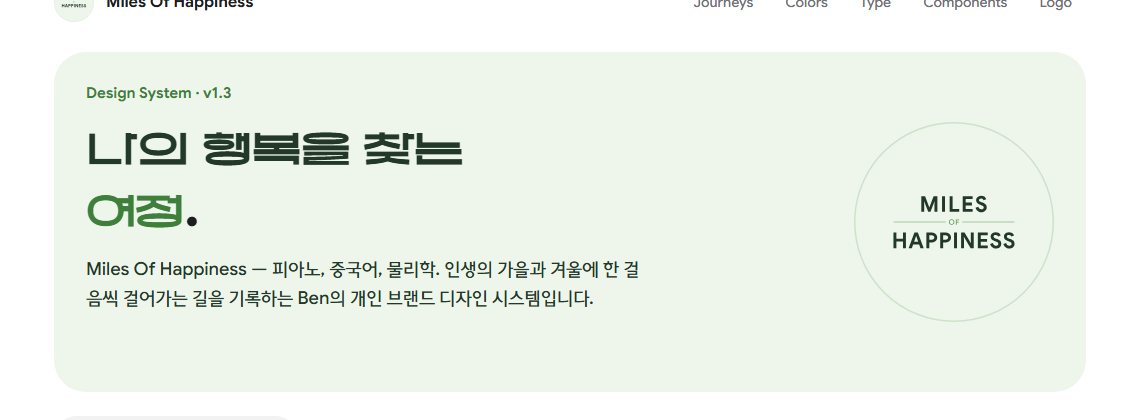 HAPPINESS
Miles Of Happiness
Journeys Colors Type Components Logo
Design System · v1.3
나의 행복을 찾는
여정.
Miles Of Happiness — 피아노, 중국어, 물리학. 인생의 가을과 겨울에 한 걸
음씩 걸어가는 길을 기록하는 Ben의 개인 브랜드 디자인 시스템입니다.
MILES
OF
HAPPINESS